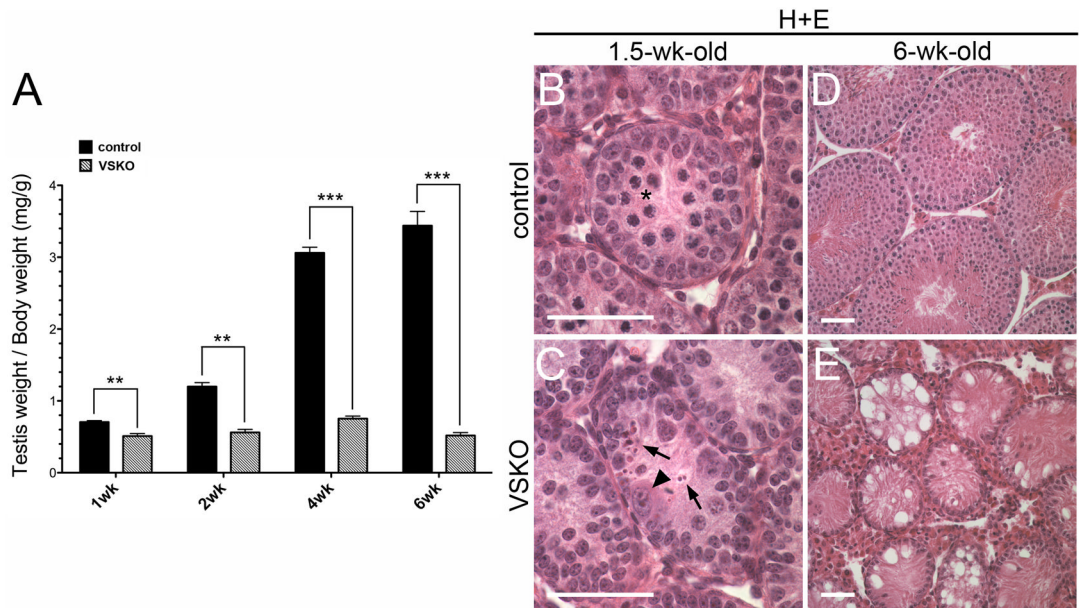 H+E
1.5-wk-old
6-wk-old
A
control
VSKO
Testis weight / Body weight (mg/g)
4
3
2
1
0
**
**
***
***
1wk
2wk
4wk
6wk
control
VSKO
B
*
D
C
E